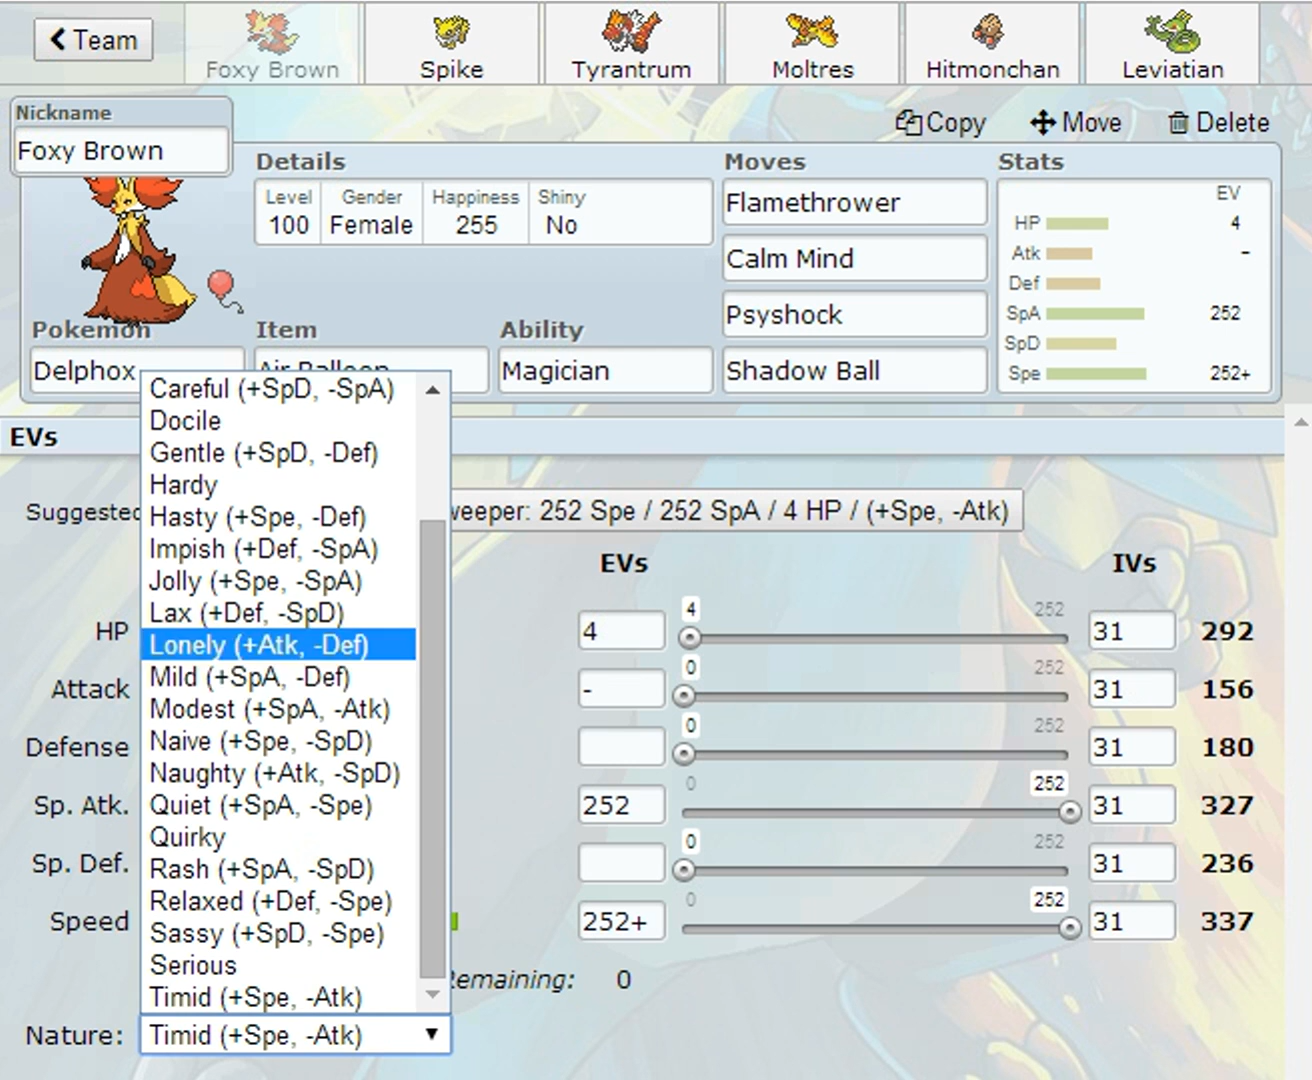 Team
Foxy Brown
Spike
Tyrantrum
Moltres
Hitmonchan
Leviatian
Nickname
Foxy Brown
Copy
Move
Delete
Details
Level
Gender
Happiness
Shiny
100
Female
255
No
Pokemon
Delphox
Item
Air Balloon
Ability
Magician
Moves
Flamethrower
Calm Mind
Psyshock
Shadow Ball
Stats
EV
HP 4
Atk -
Def
SpA 252
SpD
Spe 252+
EVs
Suggested
weeper: 252 Spe / 252 SpA / 4 HP / (+Spe, -Atk)
Careful (+SpD, -SpA)
Docile
Gentle (+SpD, -Def)
Hardy
Hasty (+Spe, -Def)
Impish (+Def, -SpA)
Jolly (+Spe, -SpA)
Lax (+Def, -SpD)
Lonely (+Atk, -Def)
Mild (+SpA, -Def)
Modest (+SpA, -Atk)
Naive (+Spe, -SpD)
Naughty (+Atk, -SpD)
Quiet (+SpA, -Spe)
Quirky
Rash (+SpA, -SpD)
Relaxed (+Def, -Spe)
Sassy (+SpD, -Spe)
Serious
Timid (+Spe, -Atk)
EVs IVs
HP 4 4 252 31 292
Attack - 0 252 31 156
Defense 0 252 31 180
Sp. Atk. 252 0 252 31 327
Sp. Def. 0 252 31 236
Speed 252+ 0 252 31 337
Remaining: 0
Nature: Timid (+Spe, -Atk)